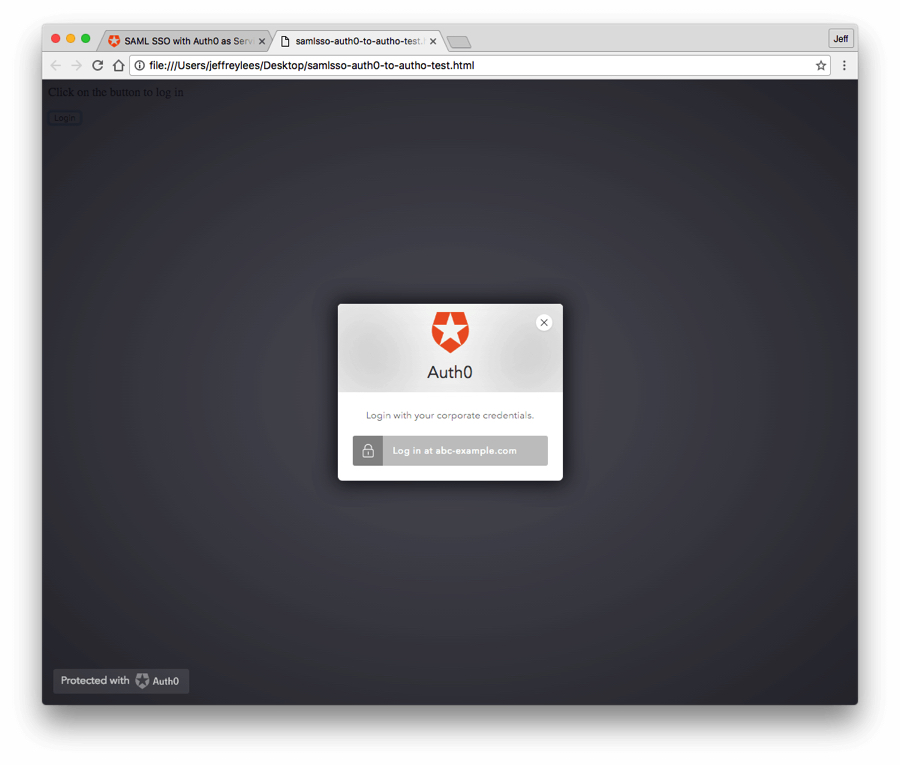 SAML SSO with Auth0 as Servi
samlsso-auth0-to-autho-test.
Jeff
file:///Users/jeffreylees/Desktop/samlsso-auth0-to-autho-test.html
Click on the button to log in
Login
Auth0
Login with your corporate credentials.
Log in at abc-example.com
Protected with Auth0